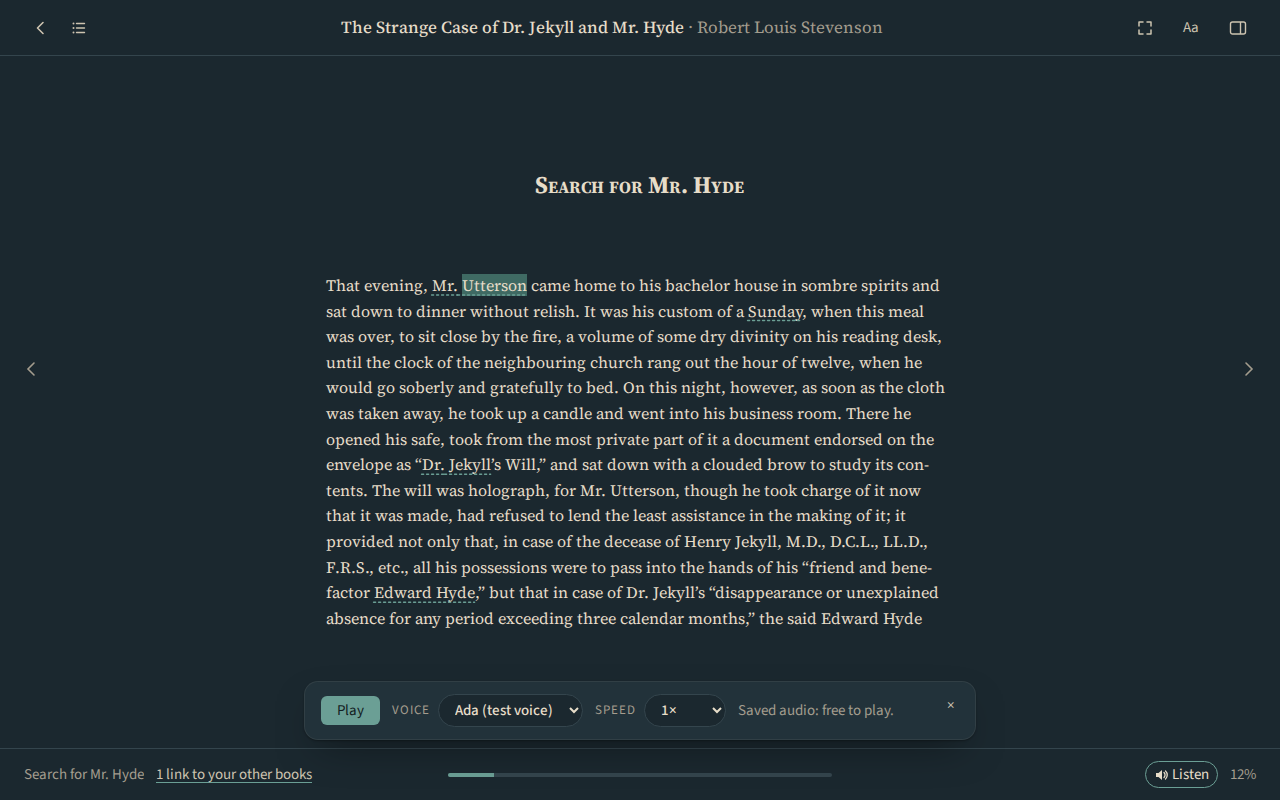 The Strange Case of Dr. Jekyll and Mr. Hyde · Robert Louis Stevenson
Aa
Search for Mr. Hyde
That evening, Mr. Utterson came home to his bachelor house in sombre spirits and
sat down to dinner without relish. It was his custom of a Sunday, when this meal
was over, to sit close by the fire, a volume of some dry divinity on his reading desk,
until the clock of the neighbouring church rang out the hour of twelve, when he
would go soberly and gratefully to bed. On this night, however, as soon as the cloth
was taken away, he took up a candle and went into his business room. There he
opened his safe, took from the most private part of it a document endorsed on the
envelope as “Dr. Jekyll’s Will,” and sat down with a clouded brow to study its con-
tents. The will was holograph, for Mr. Utterson, though he took charge of it now
that it was made, had refused to lend the least assistance in the making of it; it
provided not only that, in case of the decease of Henry Jekyll, M.D., D.C.L., LL.D.,
F.R.S., etc., all his possessions were to pass into the hands of his “friend and bene-
factor Edward Hyde,” but that in case of Dr. Jekyll’s “disappearance or unexplained
absence for any period exceeding three calendar months,” the said Edward Hyde
Play VOICE Ada (test voice) SPEED 1× Saved audio: free to play. ×
Search for Mr. Hyde 1 link to your other books Listen 12%